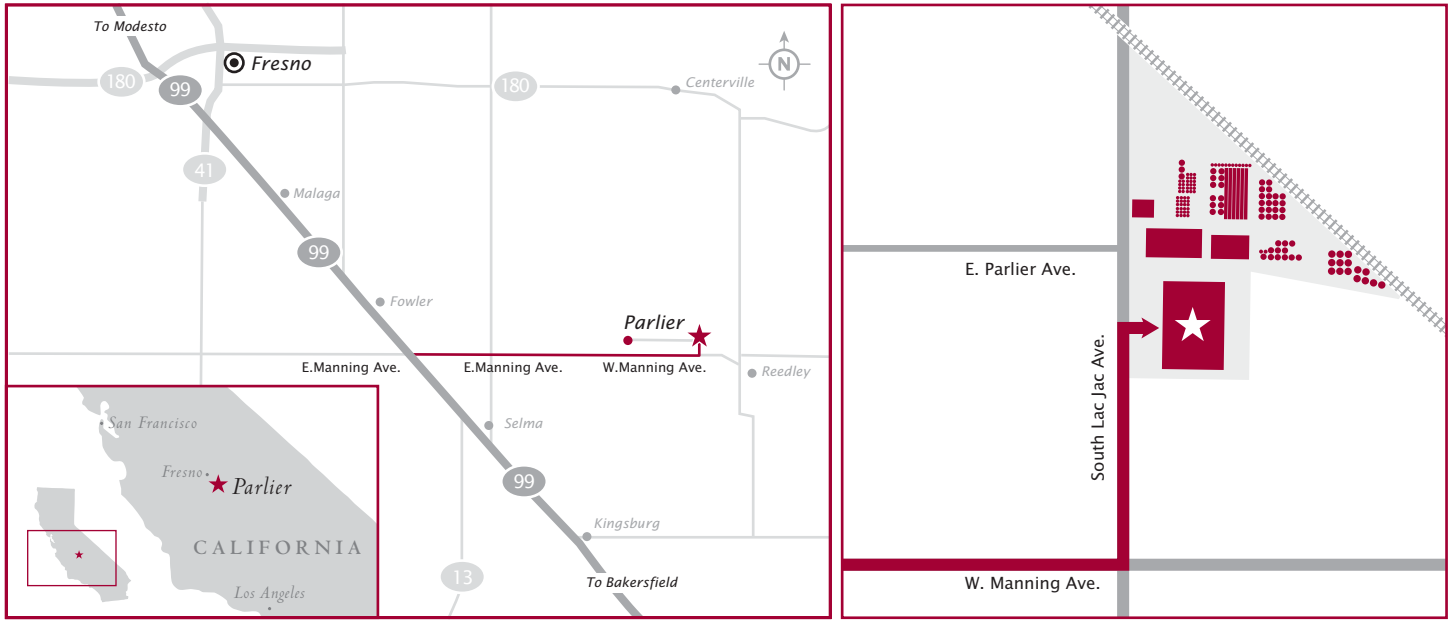 To Modesto
Fresno
180
99
180
Centerville
N
41
Malaga
99
Fowler
Parlier
E.Manning Ave.
E.Manning Ave.
W.Manning Ave.
Reedley
Selma
99
Kingsburg
13
To Bakersfield
San Francisco
Fresno
Parlier
CALIFORNIA
Los Angeles
E. Parlier Ave.
South Lac Jac Ave.
W. Manning Ave.